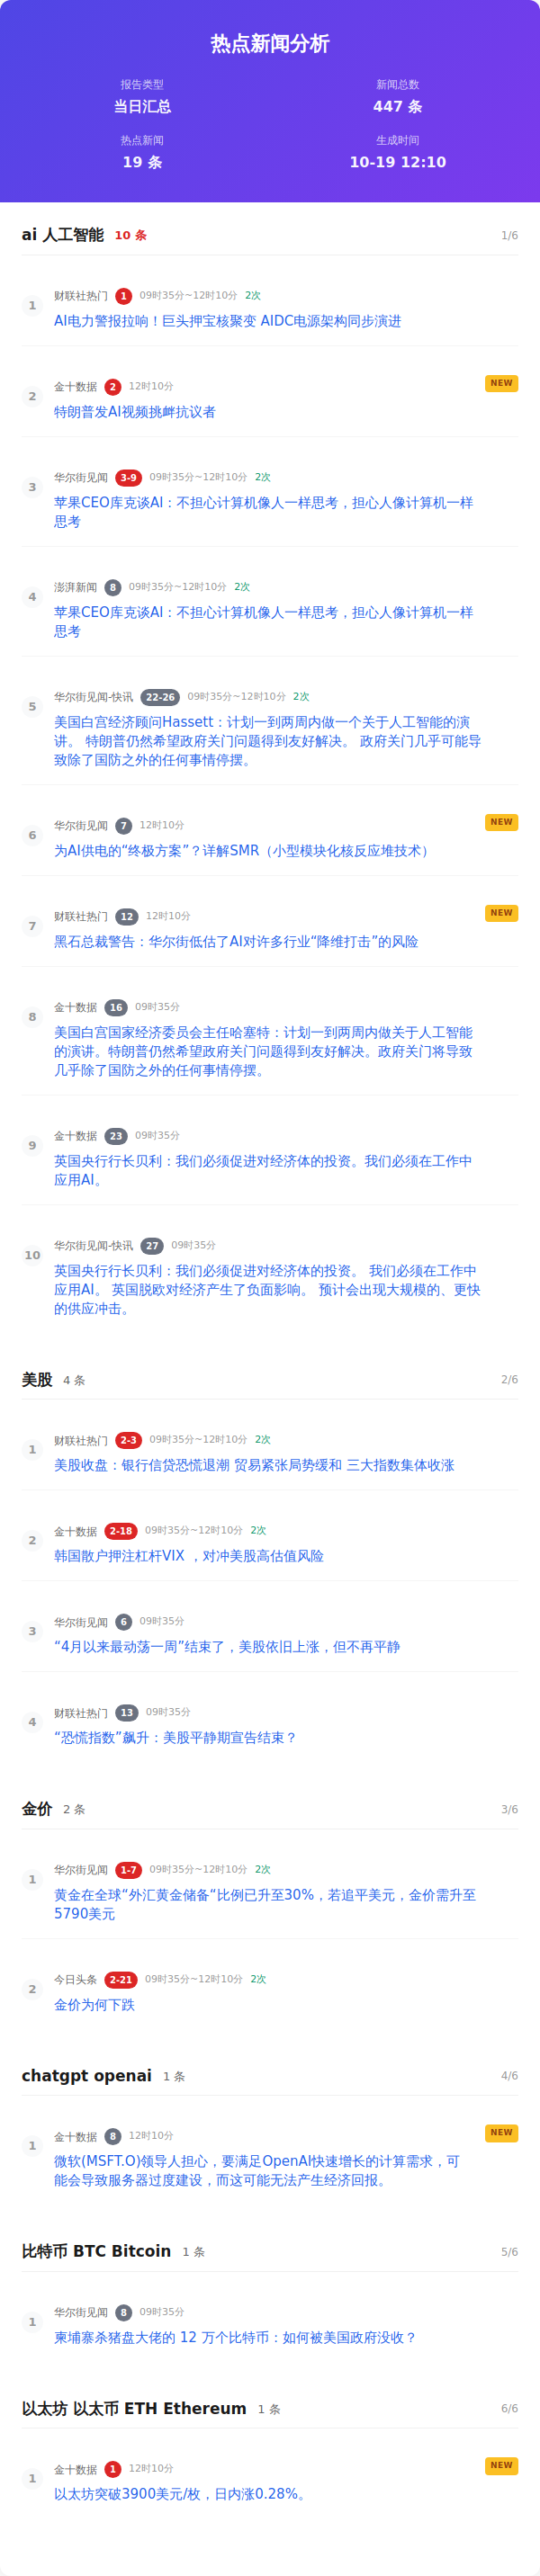 热点新闻分析
报告类型
当日汇总
新闻总数
447 条
热点新闻
19 条
生成时间
10-19 12:10
ai 人工智能 10 条 1/6
1 财联社热门 1 09时35分~12时10分 2次
AI电力警报拉响！巨头押宝核聚变 AIDC电源架构同步演进
2 金十数据 2 12时10分 NEW
特朗普发AI视频挑衅抗议者
3 华尔街见闻 3-9 09时35分~12时10分 2次
苹果CEO库克谈AI：不担心计算机像人一样思考，担心人像计算机一样
思考
4 澎湃新闻 8 09时35分~12时10分 2次
苹果CEO库克谈AI：不担心计算机像人一样思考，担心人像计算机一样
思考
5 华尔街见闻-快讯 22-26 09时35分~12时10分 2次
美国白宫经济顾问Hassett：计划一到两周内做一个关于人工智能的演
讲。 特朗普仍然希望政府关门问题得到友好解决。 政府关门几乎可能导
致除了国防之外的任何事情停摆。
6 华尔街见闻 7 12时10分 NEW
为AI供电的“终极方案”？详解SMR（小型模块化核反应堆技术）
7 财联社热门 12 12时10分 NEW
黑石总裁警告：华尔街低估了AI对许多行业“降维打击”的风险
8 金十数据 16 09时35分
美国白宫国家经济委员会主任哈塞特：计划一到两周内做关于人工智能
的演讲。特朗普仍然希望政府关门问题得到友好解决。政府关门将导致
几乎除了国防之外的任何事情停摆。
9 金十数据 23 09时35分
英国央行行长贝利：我们必须促进对经济体的投资。我们必须在工作中
应用AI。
10 华尔街见闻-快讯 27 09时35分
英国央行行长贝利：我们必须促进对经济体的投资。 我们必须在工作中
应用AI。 英国脱欧对经济产生了负面影响。 预计会出现大规模的、更快
的供应冲击。
美股 4 条 2/6
1 财联社热门 2-3 09时35分~12时10分 2次
美股收盘：银行信贷恐慌退潮 贸易紧张局势缓和 三大指数集体收涨
2 金十数据 2-18 09时35分~12时10分 2次
韩国散户押注杠杆VIX ，对冲美股高估值风险
3 华尔街见闻 6 09时35分
“4月以来最动荡一周”结束了，美股依旧上涨，但不再平静
4 财联社热门 13 09时35分
“恐慌指数”飙升：美股平静期宣告结束？
金价 2 条 3/6
1 华尔街见闻 1-7 09时35分~12时10分 2次
黄金在全球“外汇黄金储备“比例已升至30%，若追平美元，金价需升至
5790美元
2 今日头条 2-21 09时35分~12时10分 2次
金价为何下跌
chatgpt openai 1 条 4/6
1 金十数据 8 12时10分 NEW
微软(MSFT.O)领导人担心，要满足OpenAI快速增长的计算需求，可
能会导致服务器过度建设，而这可能无法产生经济回报。
比特币 BTC Bitcoin 1 条 5/6
1 华尔街见闻 8 09时35分
柬埔寨杀猪盘大佬的 12 万个比特币：如何被美国政府没收？
以太坊 以太币 ETH Ethereum 1 条 6/6
1 金十数据 1 12时10分 NEW
以太坊突破3900美元/枚，日内涨0.28%。